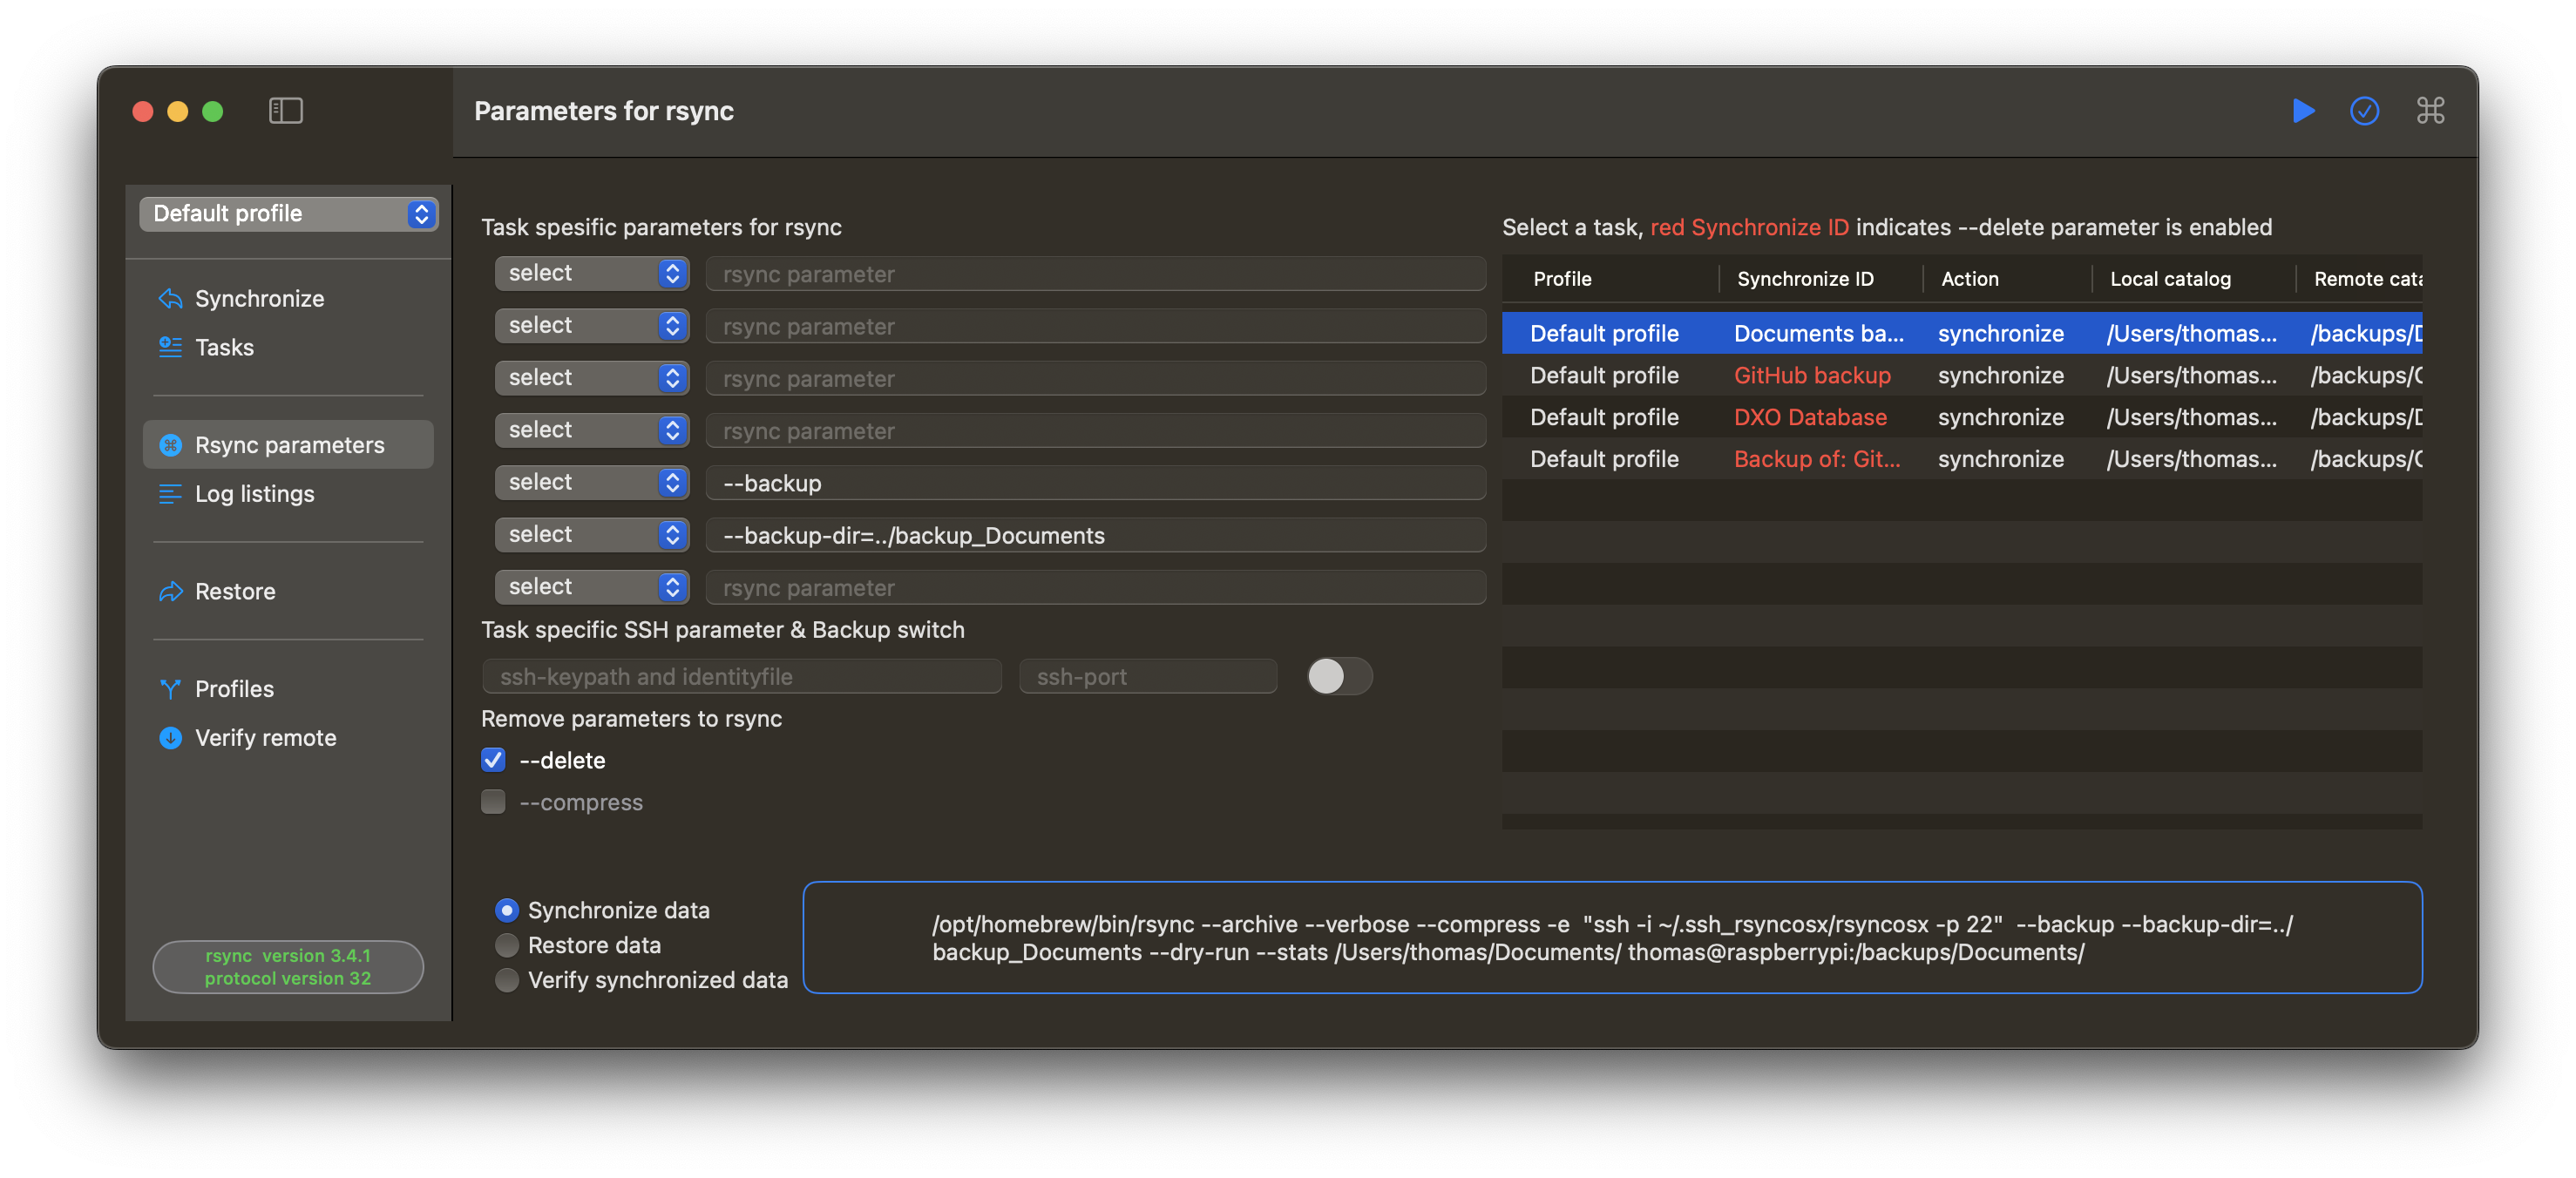 Parameters for rsync
Default profile
Synchronize
Tasks
Rsync parameters
Log listings
Restore
Profiles
Verify remote
rsync version 3.4.1
protocol version 32
Task spesific parameters for rsync
select rsync parameter
select rsync parameter
select rsync parameter
select rsync parameter
select --backup
select --backup-dir=../backup_Documents
select rsync parameter
Task specific SSH parameter & Backup switch
ssh-keypath and identityfile ssh-port
Remove parameters to rsync
--delete
--compress
Select a task, red Synchronize ID indicates --delete parameter is enabled
Profile Synchronize ID Action Local catalog Remote cata
Default profile Documents ba... synchronize /Users/thomas... /backups/D
Default profile GitHub backup synchronize /Users/thomas... /backups/
Default profile DXO Database synchronize /Users/thomas... /backups/D
Default profile Backup of: Git... synchronize /Users/thomas... /backups/
Synchronize data
Restore data
Verify synchronized data
/opt/homebrew/bin/rsync --archive --verbose --compress -e "ssh -i ~/.ssh_rsyncosx/rsyncosx -p 22" --backup --backup-dir=../
backup_Documents --dry-run --stats /Users/thomas/Documents/ thomas@raspberrypi:/backups/Documents/